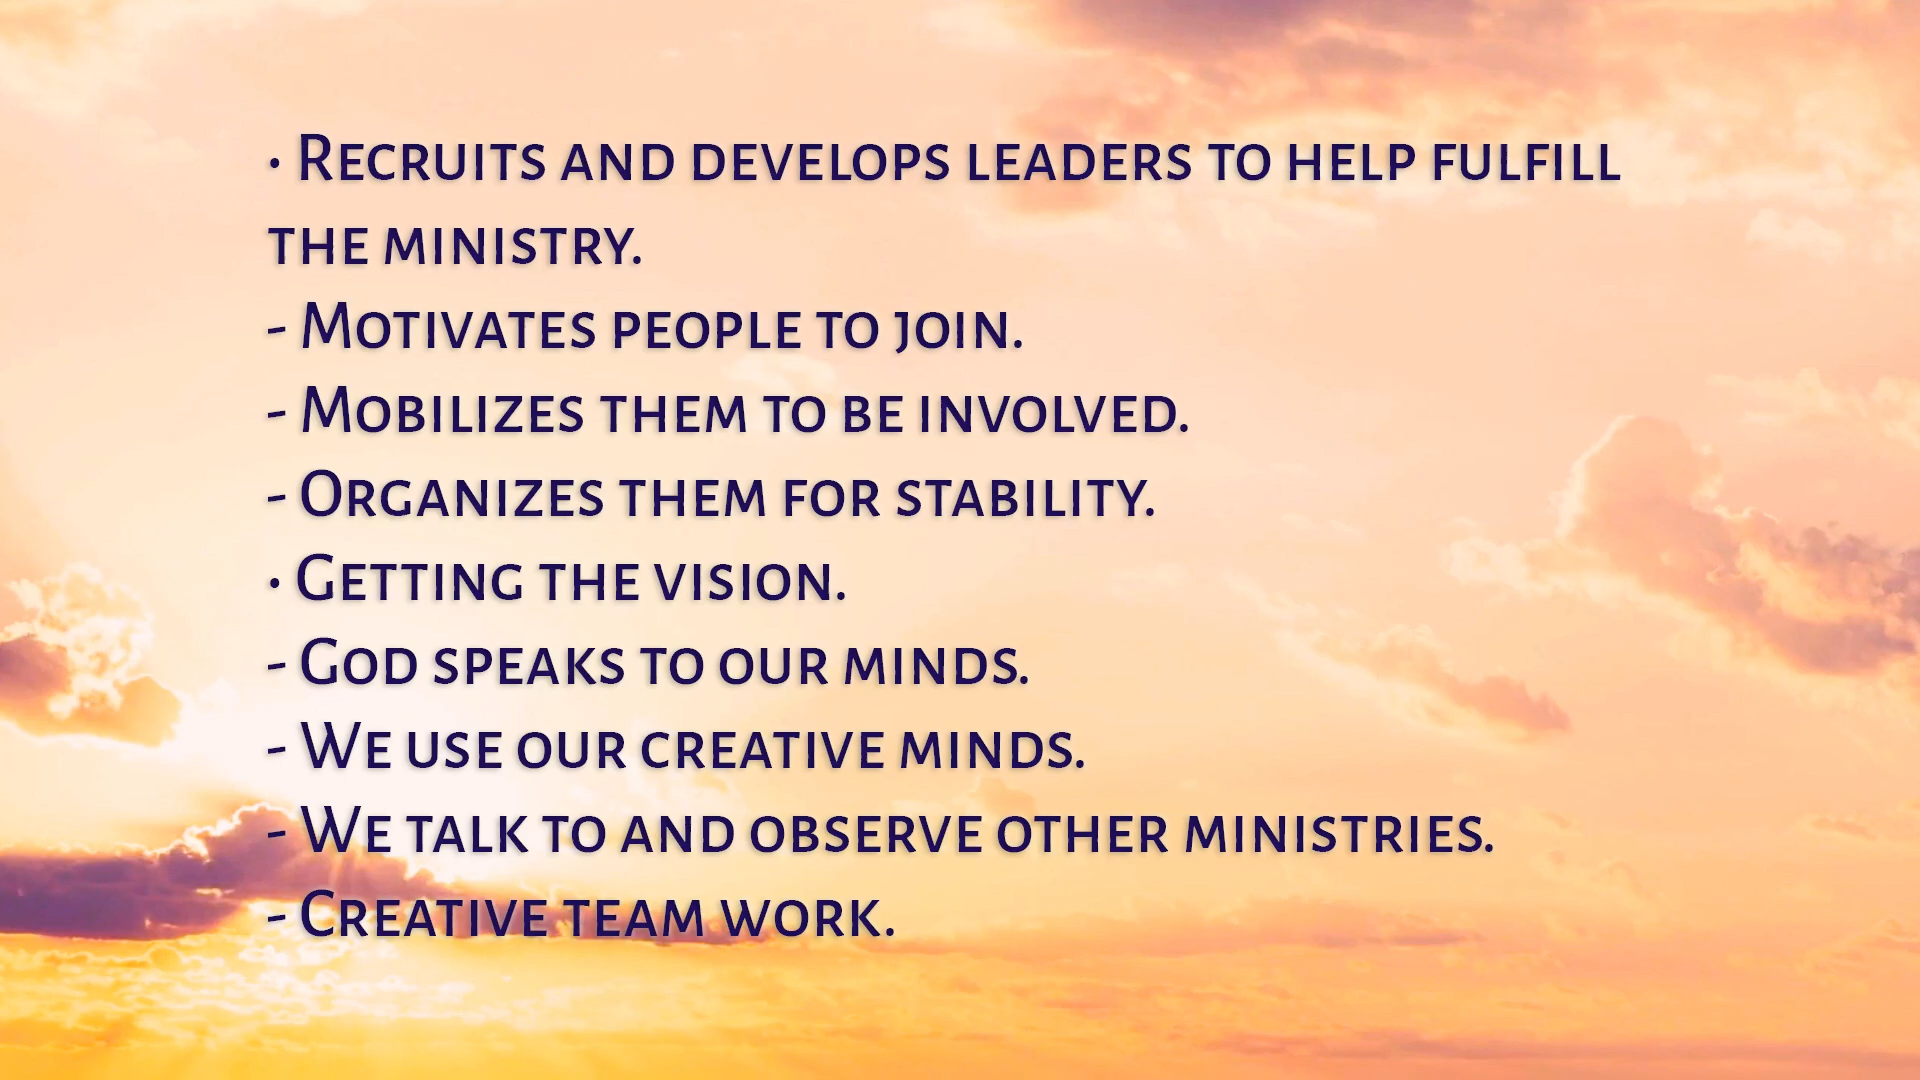 · Recruits and develops leaders to help fulfill
the ministry.
- Motivates people to join.
- Mobilizes them to be involved.
- Organizes them for stability.
· Getting the vision.
- God speaks to our minds.
- We use our creative minds.
- We talk to and observe other ministries.
- Creative team work.